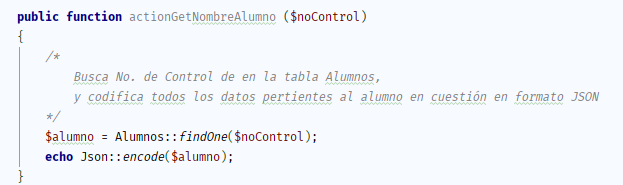 public function actionGetNombreAlumno ($noControl)
{
/*
Busca No. de Control de en la tabla Alumnos,
y codifica todos los datos pertientes al alumno en cuestión en formato JSON
*/
$alumno = Alumnos::findOne($noControl);
echo Json::encode($alumno);
}